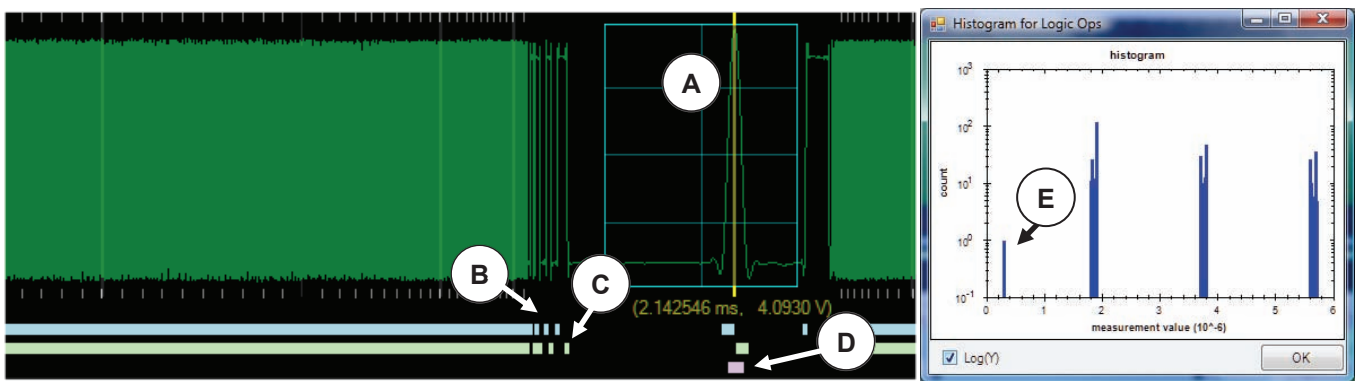 A
B
C
D
(2.142546 ms, 4.0930 V)
Histogram for Logic Ops
histogram
10^3
10^2
10^1
10^0
10^-1
count
E
0 1 2 3 4 5 6
measurement value (10^-6)
Log(Y)
OK